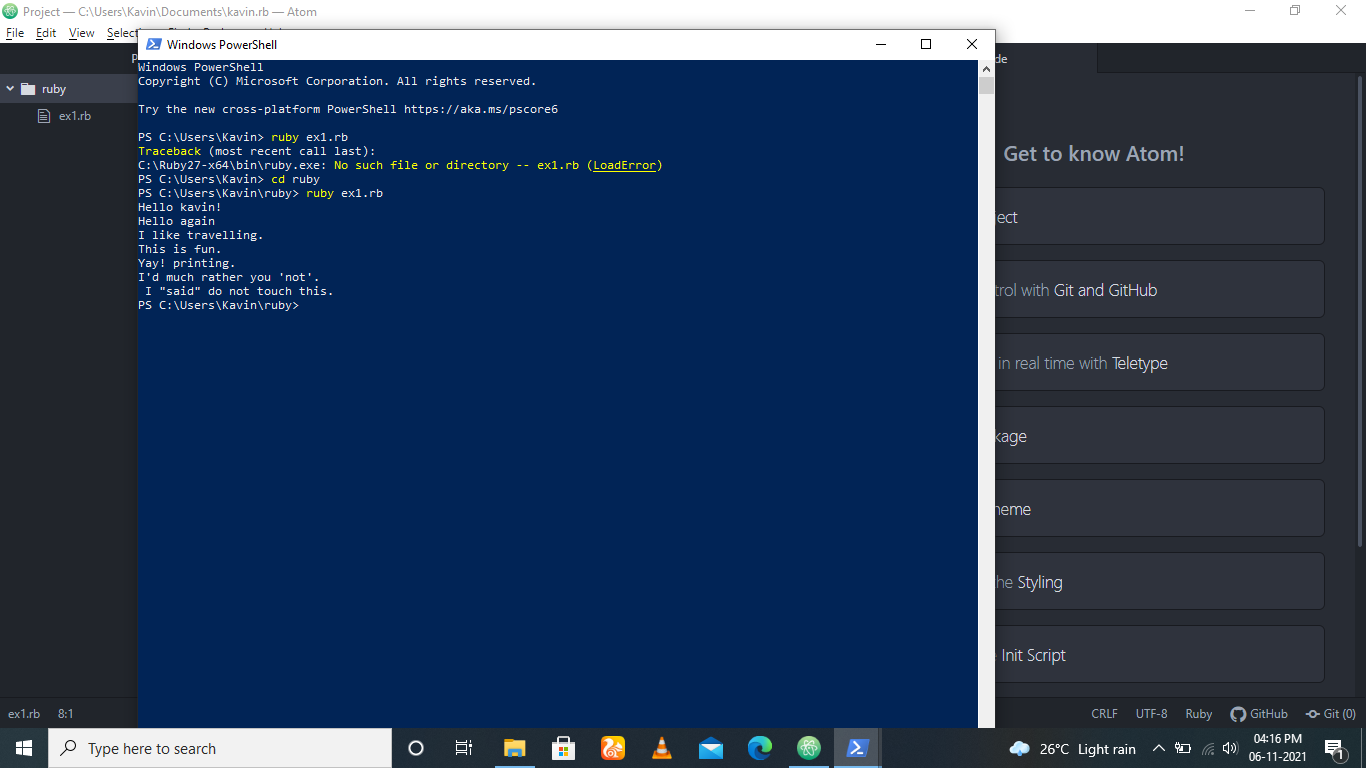 Project — C:\Users\Kavin\Documents\kavin.rb — Atom
File Edit View
Windows PowerShell
ruby
ex1.rb
Windows PowerShell
Copyright (C) Microsoft Corporation. All rights reserved.
Try the new cross-platform PowerShell https://aka.ms/pscore6
PS C:\Users\Kavin> ruby ex1.rb
Traceback (most recent call last):
C:\Ruby27-x64\bin\ruby.exe: No such file or directory -- ex1.rb (LoadError)
PS C:\Users\Kavin> cd ruby
PS C:\Users\Kavin\ruby> ruby ex1.rb
Hello kavin!
Hello again
I like travelling.
This is fun.
Yay! printing.
I'd much rather you 'not'.
I "said" do not touch this.
PS C:\Users\Kavin\ruby>
Get to know Atom!
with Git and GitHub
in real time with Teletype
Styling
Init Script
ex1.rb 8:1
CRLF UTF-8 Ruby GitHub Git (0)
Type here to search
26°C Light rain
04:16 PM
06-11-2021
1